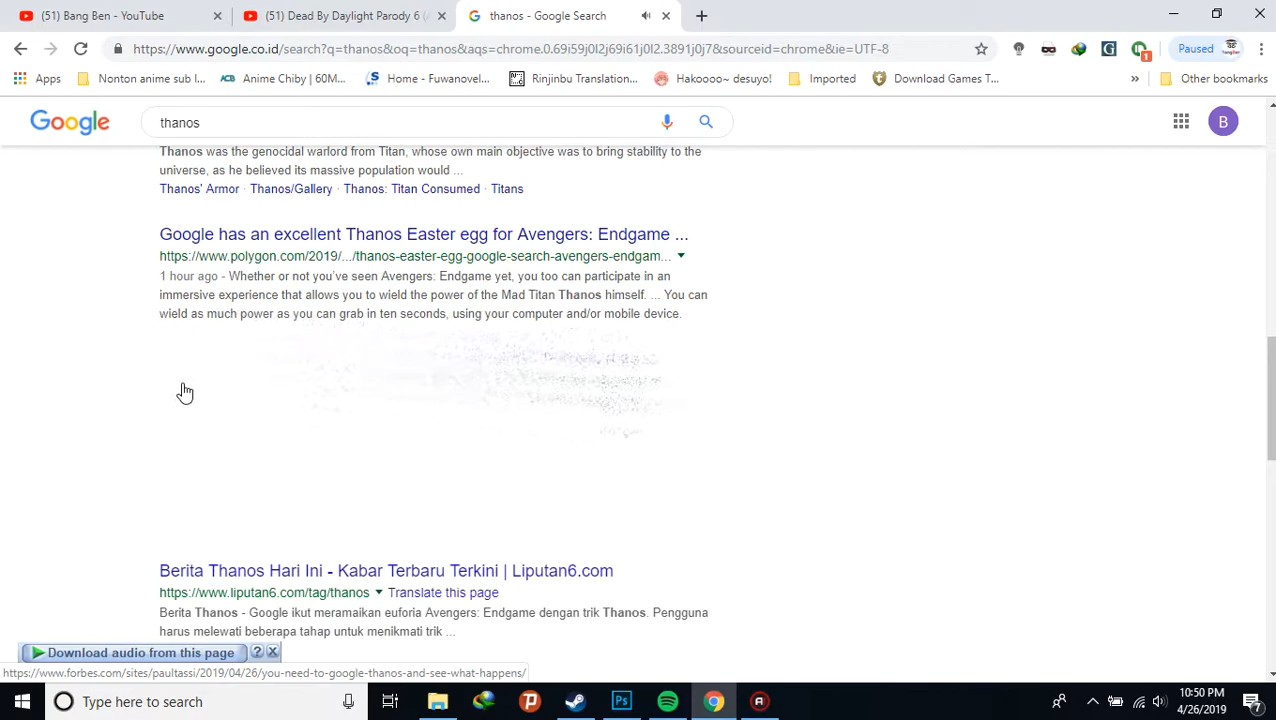 (51) Bang Ben - YouTube
(51) Dead By Daylight Parody 6 (
thanos - Google Search
https://www.google.co.id/search?q=thanos&oq=thanos&aqs=chrome.0.69i59j0l2j69i61j0l2.3891j0j7&sourceid=chrome&ie=UTF-8
Paused
Apps
Nonton anime sub I...
ACB Anime Chiby | 60M...
Home - Fuwanovel...
Rinjinbu Translation...
Hakoooo~ desuyo!
Imported
Download Games T...
Other bookmarks
Google
thanos
B
Thanos was the genocidal warlord from Titan, whose own main objective was to bring stability to the
universe, as he believed its massive population would ...
Thanos' Armor · Thanos/Gallery · Thanos: Titan Consumed · Titans
Google has an excellent Thanos Easter egg for Avengers: Endgame ...
https://www.polygon.com/2019/.../thanos-easter-egg-google-search-avengers-endgam...
1 hour ago - Whether or not you've seen Avengers: Endgame yet, you too can participate in an
immersive experience that allows you to wield the power of the Mad Titan Thanos himself. ... You can
wield as much power as you can grab in ten seconds, using your computer and/or mobile device.
Berita Thanos Hari Ini - Kabar Terbaru Terkini | Liputan6.com
https://www.liputan6.com/tag/thanos Translate this page
Berita Thanos - Google ikut meramaikan euforia Avengers: Endgame dengan trik Thanos. Pengguna
harus melewati beberapa tahap untuk menikmati trik ...
Download audio from this page ? X
https://www.forbes.com/sites/paultassi/2019/04/26/you-need-to-google-thanos-and-see-what-happens/
Type here to search
10:50 PM
4/26/2019
7